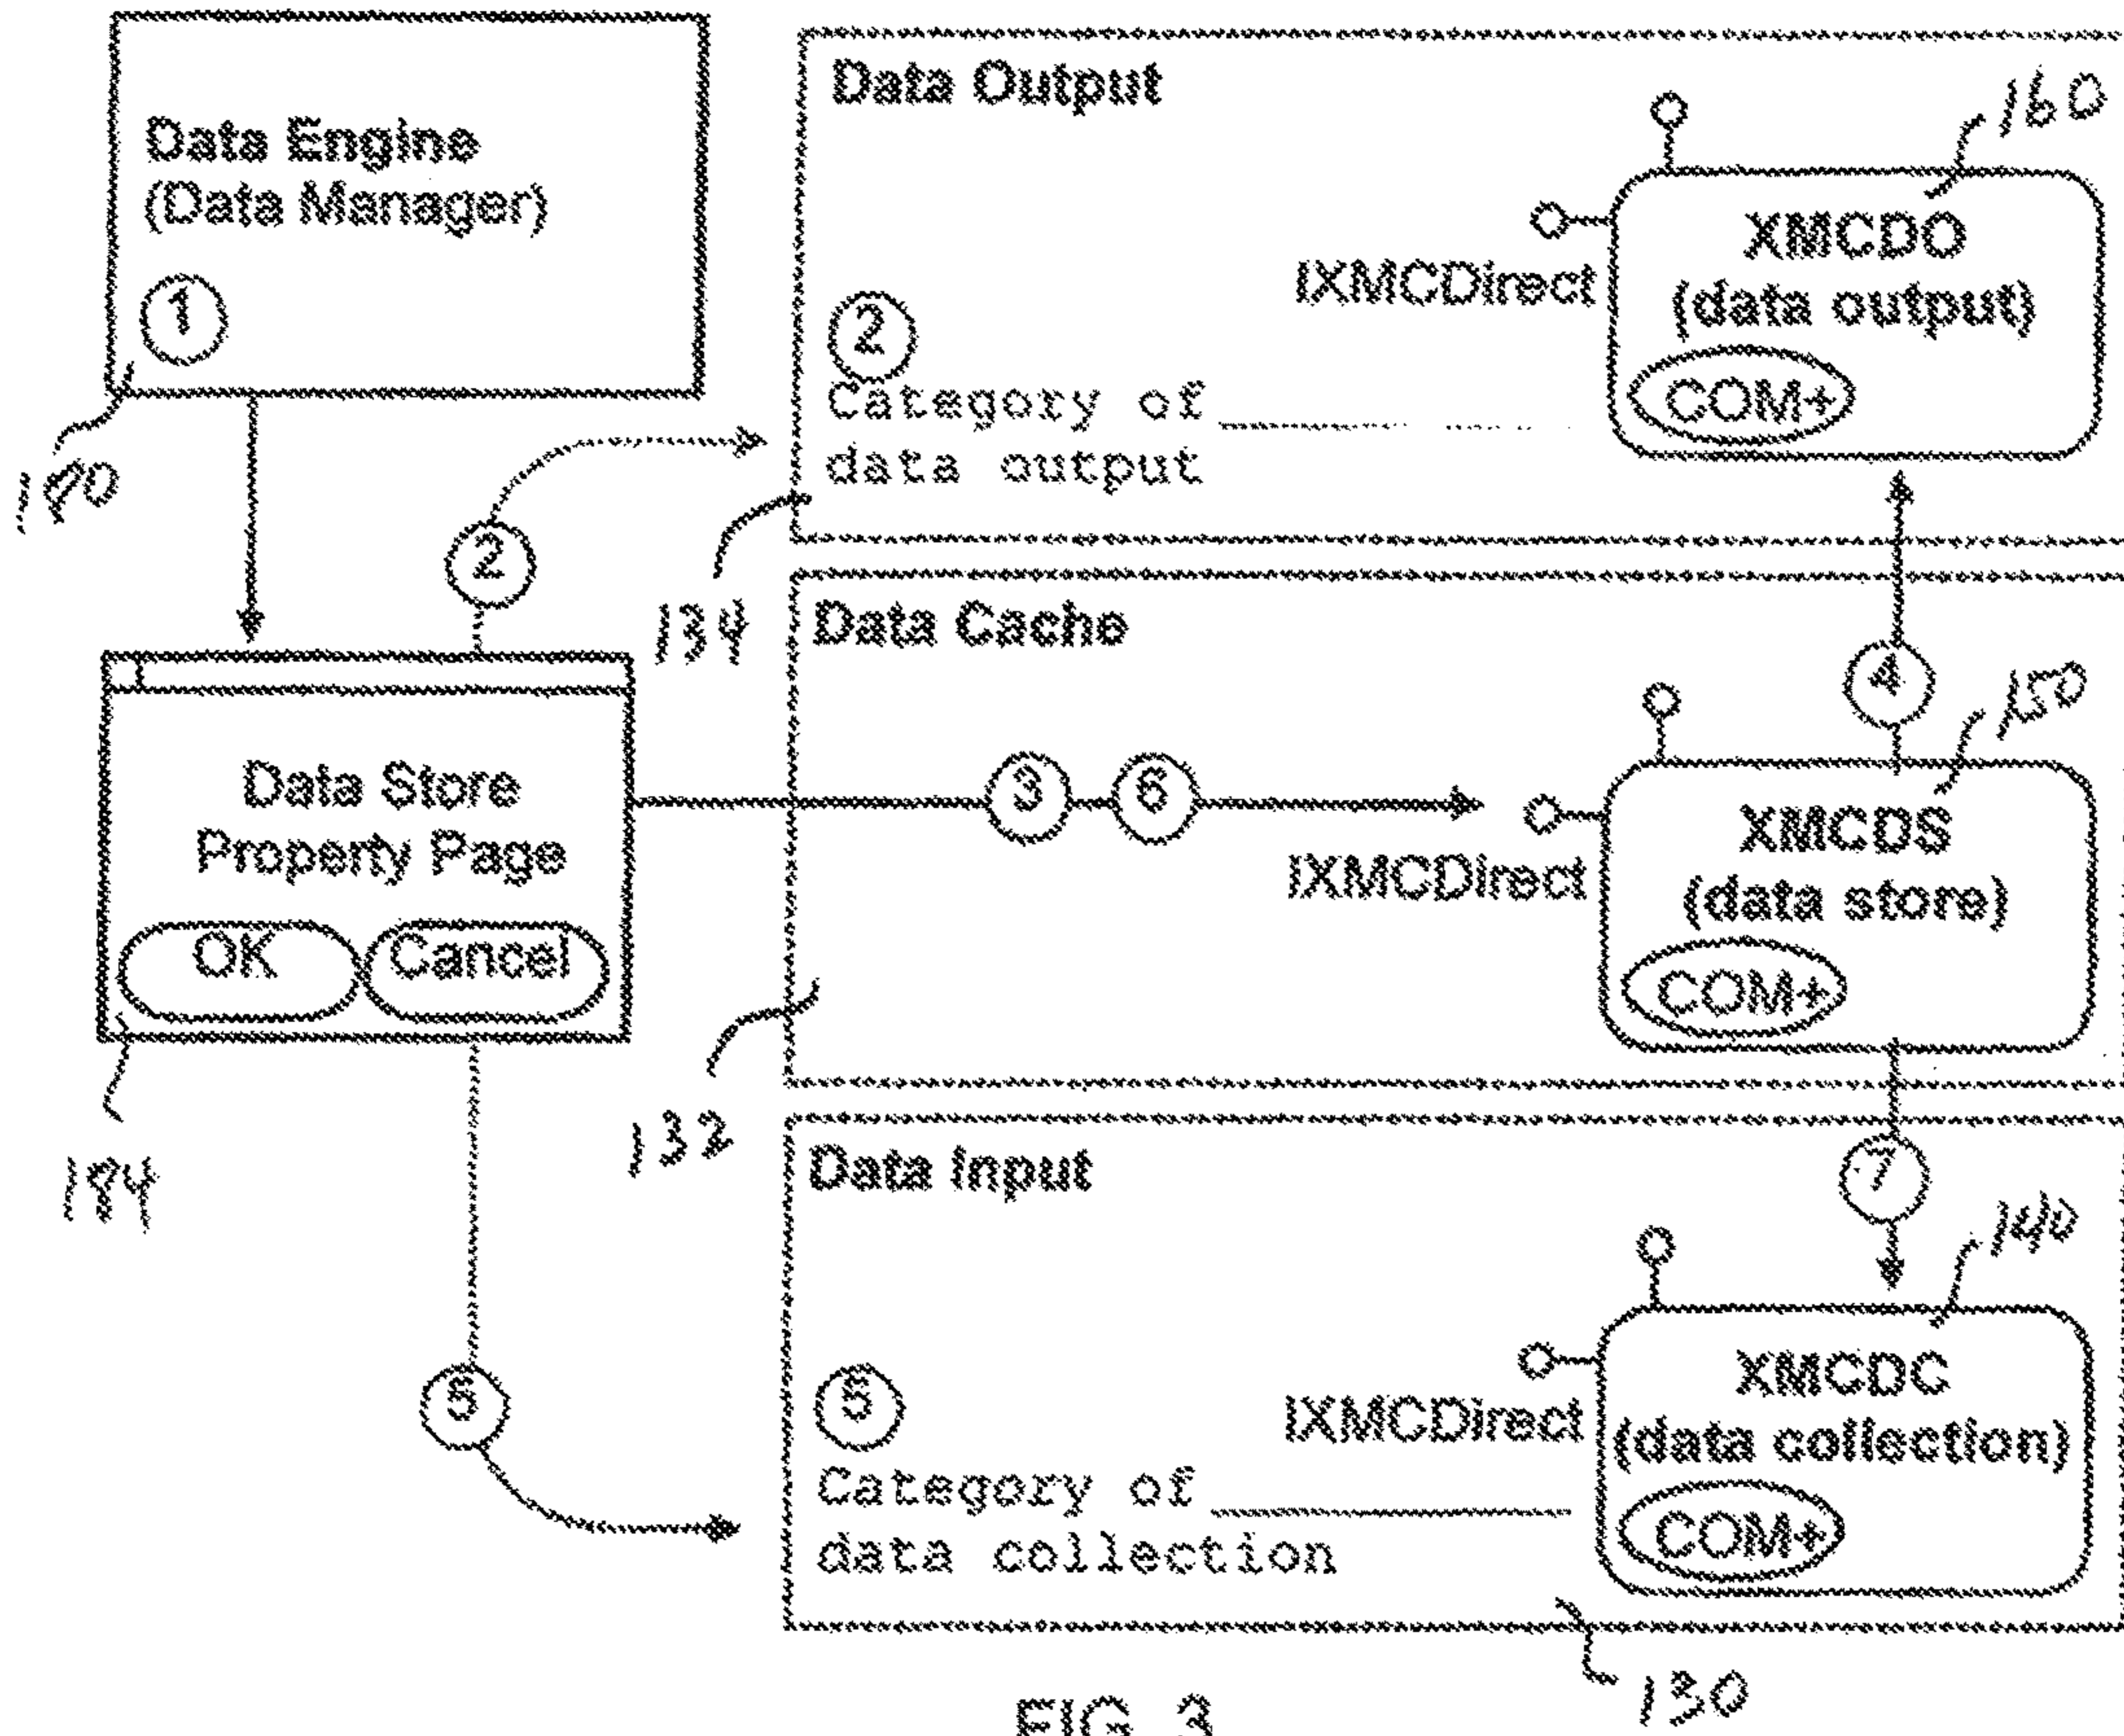 Data Engine
(Data Manager)
1
190
Data Output
160
XMCDO
(data output)
COM+
IXMCDirect
2
Category of
data output
2
134
Data Cache
4
150
3
6
XMCDS
(data store)
COM+
IXMCDirect
132
Data Store
Property Page
OK
Cancel
194
Data Input
7
140
XMCDC
(data collection)
COM+
IXMCDirect
5
5
Category of
data collection
130
FIG. 3